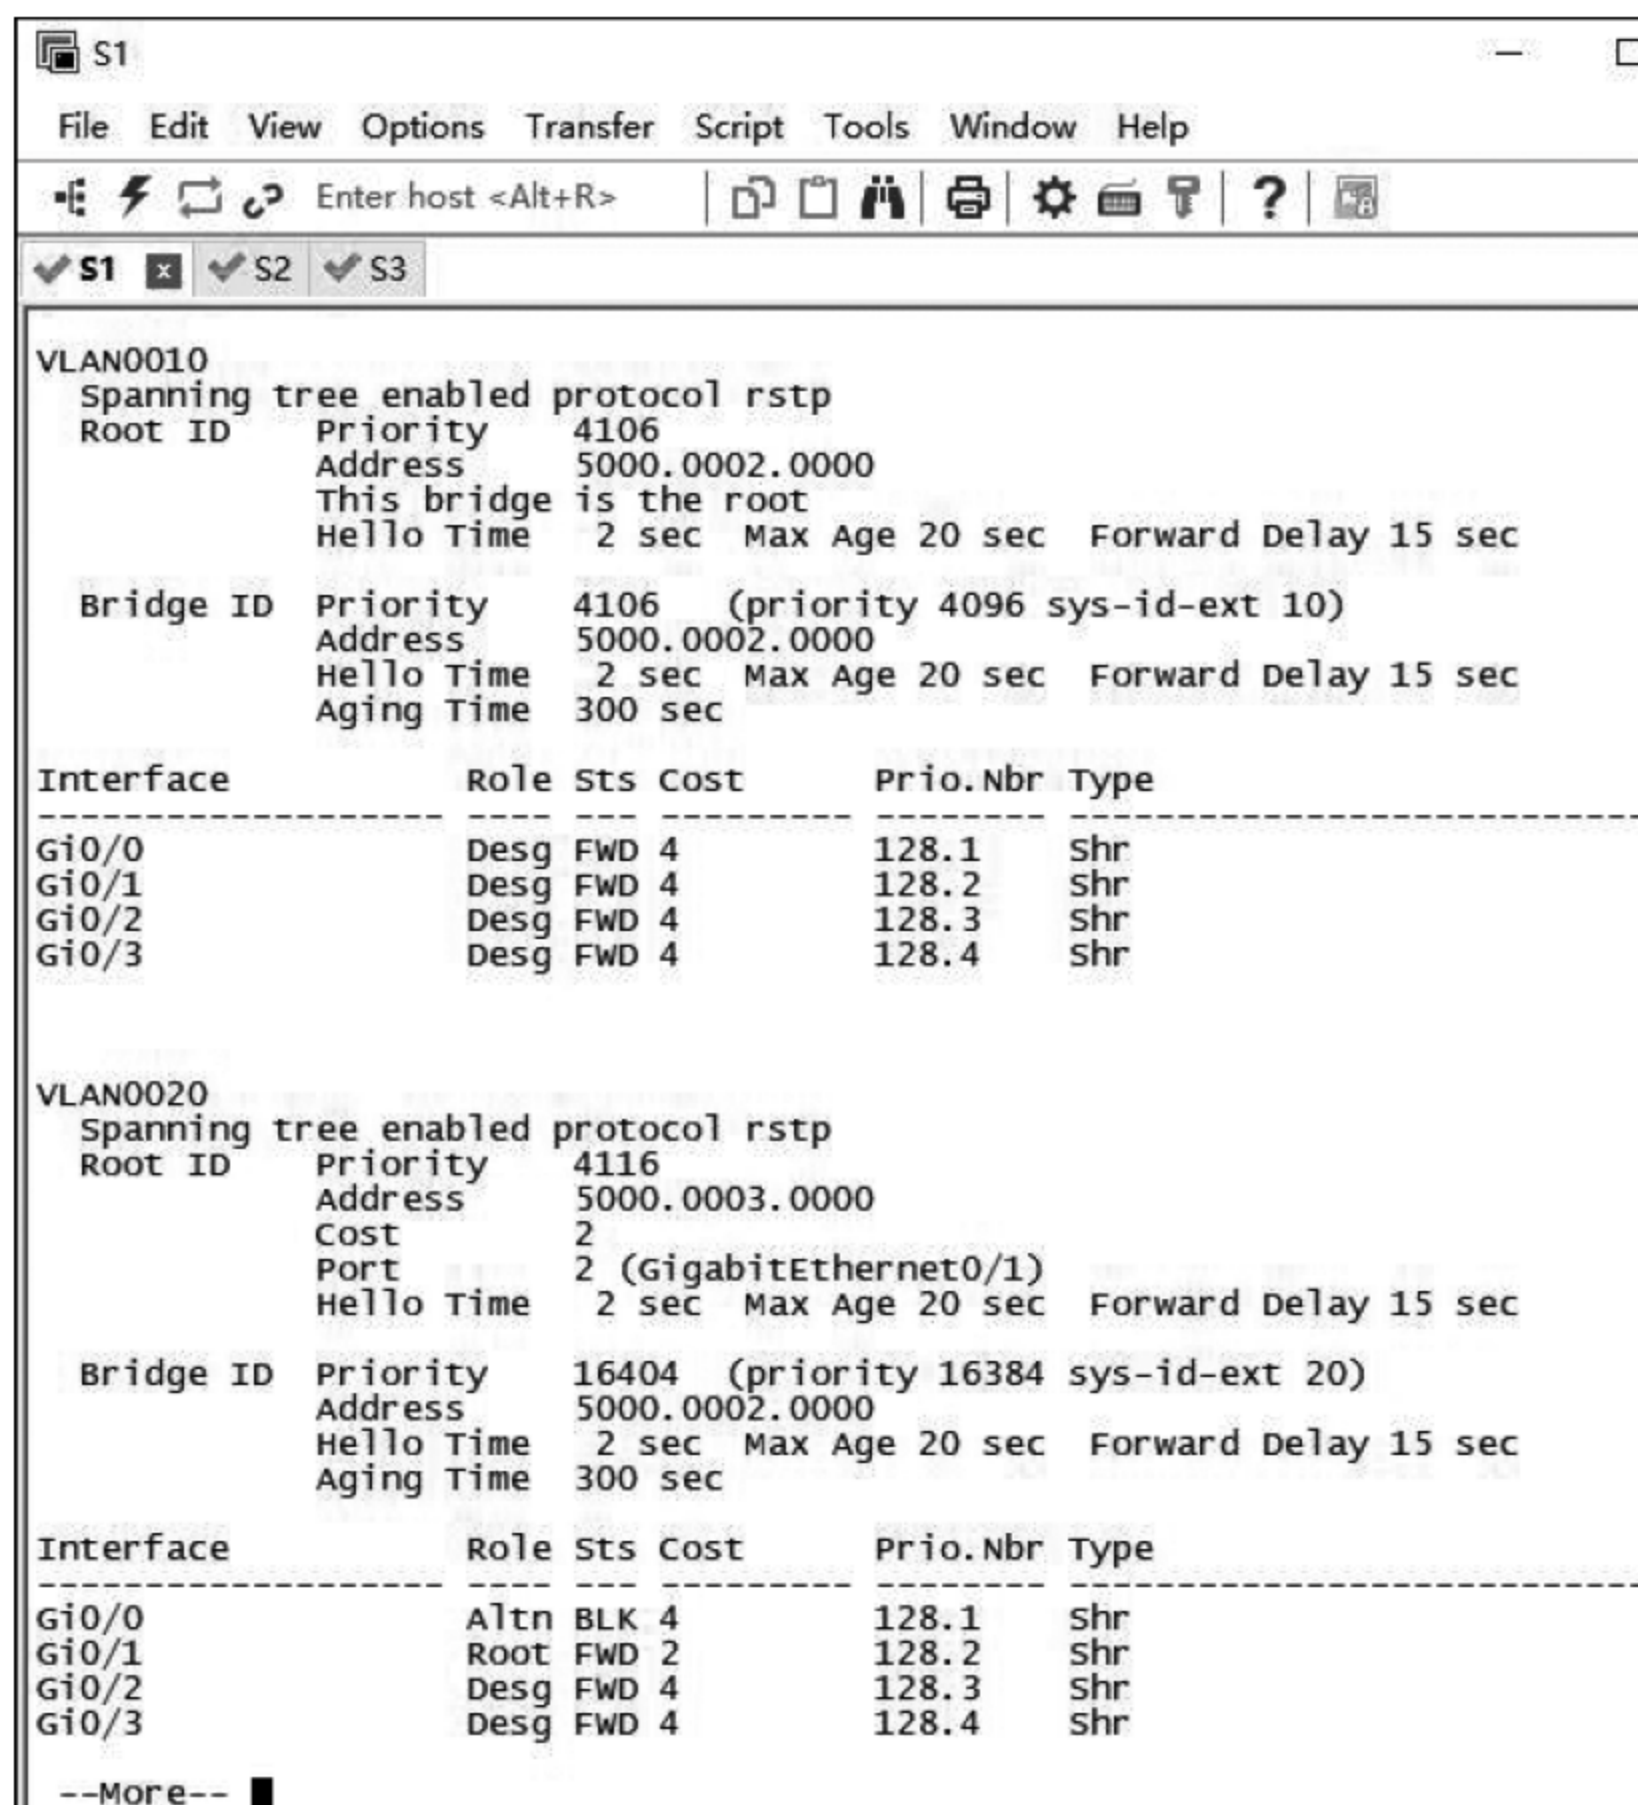 S1
File Edit View Options Transfer Script Tools Window Help
Enter host <Alt+R>
S1 S2 S3
VLAN0010
  Spanning tree enabled protocol rstp
  Root ID    Priority    4106
             Address     5000.0002.0000
             This bridge is the root
             Hello Time   2 sec  Max Age 20 sec  Forward Delay 15 sec
  Bridge ID  Priority    4106   (priority 4096 sys-id-ext 10)
             Address     5000.0002.0000
             Hello Time   2 sec  Max Age 20 sec  Forward Delay 15 sec
             Aging Time  300 sec
Interface           Role Sts Cost      Prio.Nbr Type
------------------- ---- --- --------- -------- ---------------------------
Gi0/0               Desg FWD 4         128.1    Shr
Gi0/1               Desg FWD 4         128.2    Shr
Gi0/2               Desg FWD 4         128.3    Shr
Gi0/3               Desg FWD 4         128.4    Shr
VLAN0020
  Spanning tree enabled protocol rstp
  Root ID    Priority    4116
             Address     5000.0003.0000
             Cost        2
             Port        2 (GigabitEthernet0/1)
             Hello Time   2 sec  Max Age 20 sec  Forward Delay 15 sec
  Bridge ID  Priority    16404  (priority 16384 sys-id-ext 20)
             Address     5000.0002.0000
             Hello Time   2 sec  Max Age 20 sec  Forward Delay 15 sec
             Aging Time  300 sec
Interface           Role Sts Cost      Prio.Nbr Type
------------------- ---- --- --------- -------- ---------------------------
Gi0/0               Altn BLK 4         128.1    Shr
Gi0/1               Root FWD 2         128.2    Shr
Gi0/2               Desg FWD 4         128.3    Shr
Gi0/3               Desg FWD 4         128.4    Shr
 --More--